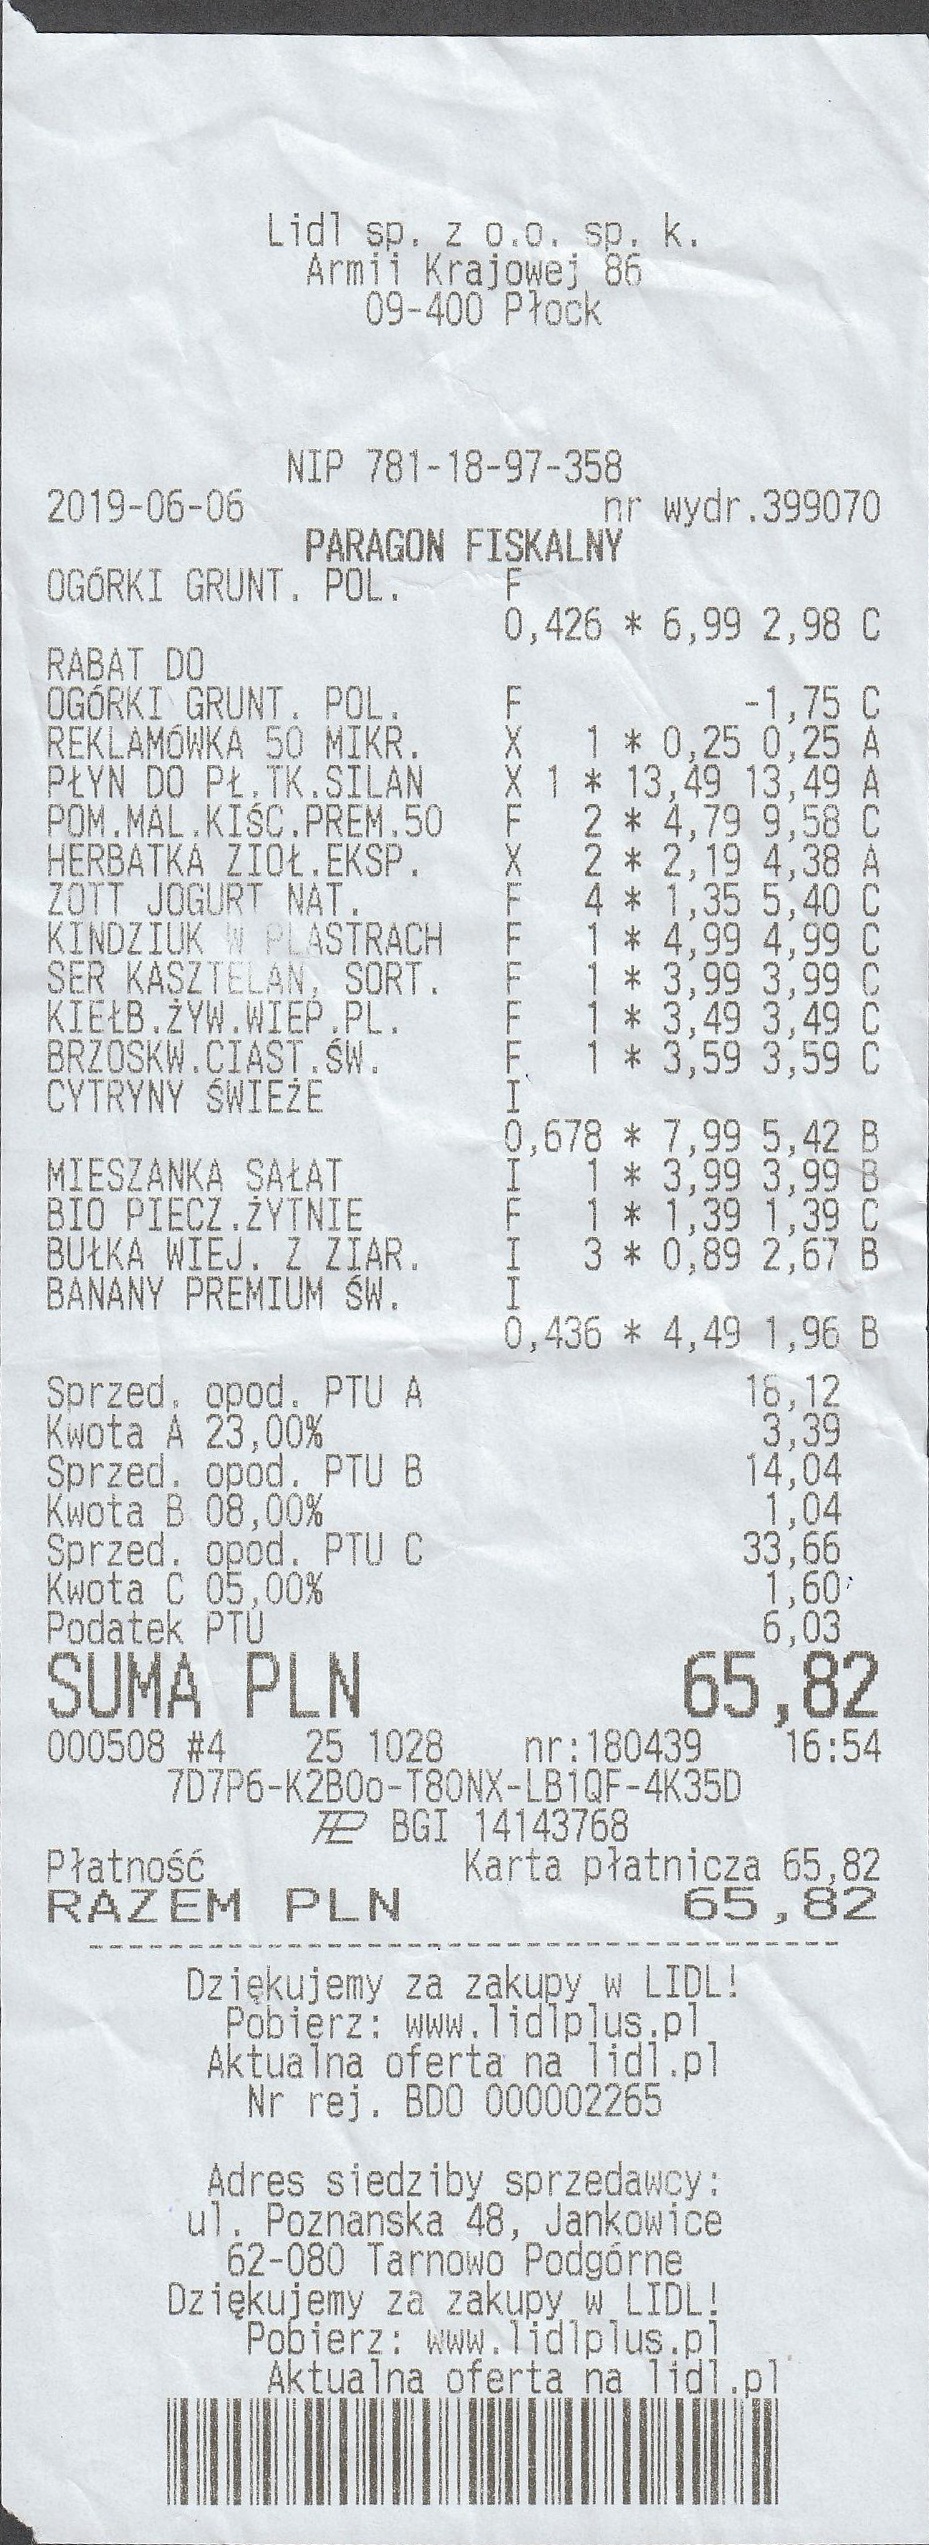 Lidl sp. z o.o. sp. k.
Armii Krajowej 86
09-400 Płock
NIP 781-18-97-358
2019-06-06 nr wydr.399070
PARAGON FISKALNY
OGÓRKI GRUNT. POL. F
0,426 * 6,99 2,98 C
RABAT DO
OGÓRKI GRUNT. POL. F -1,75 C
REKLAMÓWKA 50 MIKR. X 1 * 0,25 0,25 A
PŁYN DO PŁ.TK.SILAN X 1 * 13,49 13,49 A
POM.MAL.KIŚC.PREM.50 F 2 * 4,79 9,58 C
HERBATKA ZIOŁ.EKSP. X 2 * 2,19 4,38 A
ZOTT JOGURT NAT. F 4 * 1,35 5,40 C
KINDZIUK W PLASTRACH F 1 * 4,99 4,99 C
SER KASZTELAN, SORT. F 1 * 3,99 3,99 C
KIEŁB.ŻYW.WIEP.PL. F 1 * 3,49 3,49 C
BRZOSKW.CIAST.ŚW. F 1 * 3,59 3,59 C
CYTRYNY ŚWIEŻE I
0,678 * 7,99 5,42 B
MIESZANKA SAŁAT I 1 * 3,99 3,99 B
BIO PIECZ.ŻYTNIE F 1 * 1,39 1,39 C
BUŁKA WIEJ. Z ZIAR. I 3 * 0,89 2,67 B
BANANY PREMIUM ŚW. I
0,436 * 4,49 1,96 B
Sprzed. opod. PTU A 18,12
Kwota A 23,00% 3,39
Sprzed. opod. PTU B 14,04
Kwota B 08,00% 1,04
Sprzed. opod. PTU C 33,66
Kwota C 05,00% 1,60
Podatek PTU 6,03
SUMA PLN 65,82
000508 #4 25 1028 nr:180439 16:54
7D7P6-K2B0o-T80NX-LBiQF-4K35D
BGI 14143768
Płatność Karta płatnicza 65,82
RAZEM PLN 65,82
Dziękujemy za zakupy w LIDL!
Pobierz: www.lidlplus.pl
Aktualna oferta na lidl.pl
Nr rej. BDO 000002265
Adres siedziby sprzedawcy:
ul. Poznanska 48, Jankowice
62-080 Tarnowo Podgórne
Dziękujemy za zakupy w LIDL!
Pobierz: www.lidlplus.pl
Aktualna oferta na lidl.pl